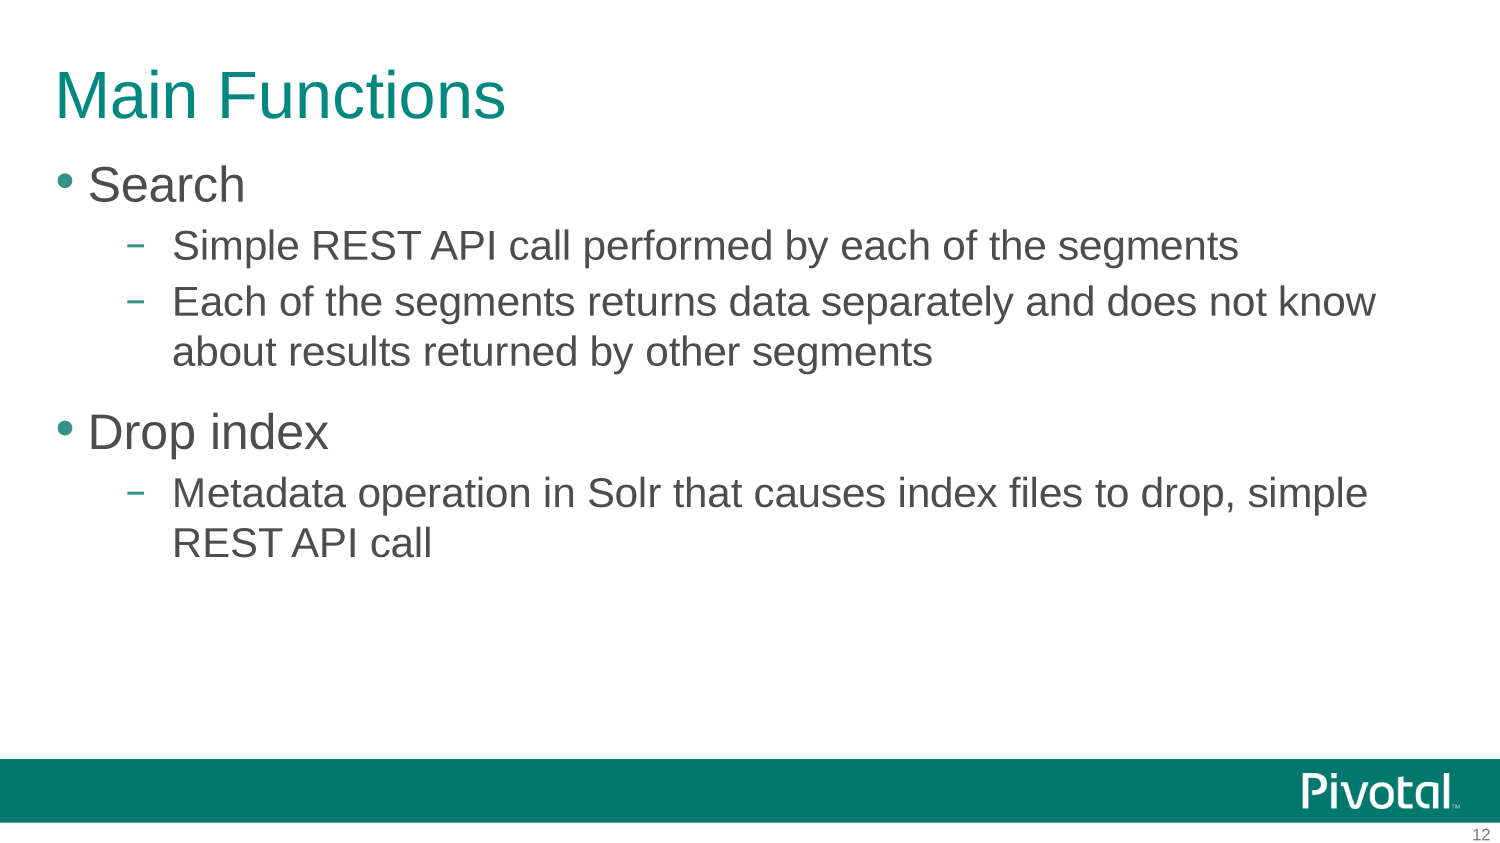 Main Functions
• Search
– Simple REST API call performed by each of the segments
– Each of the segments returns data separately and does not know
about results returned by other segments
• Drop index
– Metadata operation in Solr that causes index files to drop, simple
REST API call
Pivotal™
12